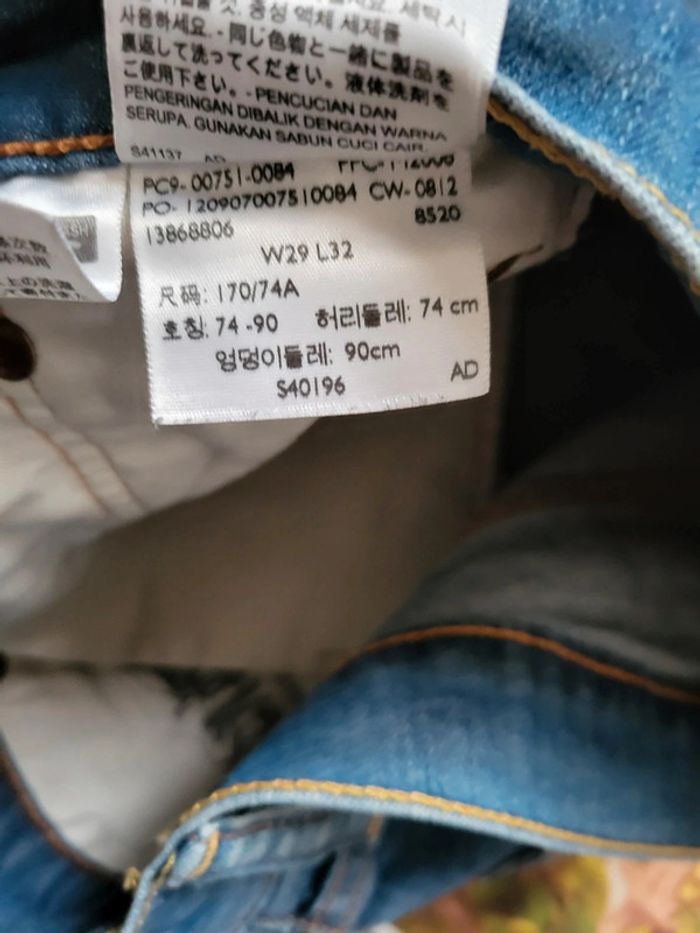 사용하세요. - 同じ色物と一緒に製品を
裏返して洗ってください。液体洗剤を
ご使用下さい。 - PENCUCIAN DAN
PENGERINGAN DIBALIK DENGAN WARNA
SERUPA. GUNAKAN SABUN CUCI CAIR.
S41137 AD
PC9- 00751-0084
PO- 120907007510084 CW- 0812
13868806 8520
W29 L32
尺码: 170/74A
호칭: 74 -90 허리둘레: 74 cm
엉덩이둘레: 90cm
S40196 AD